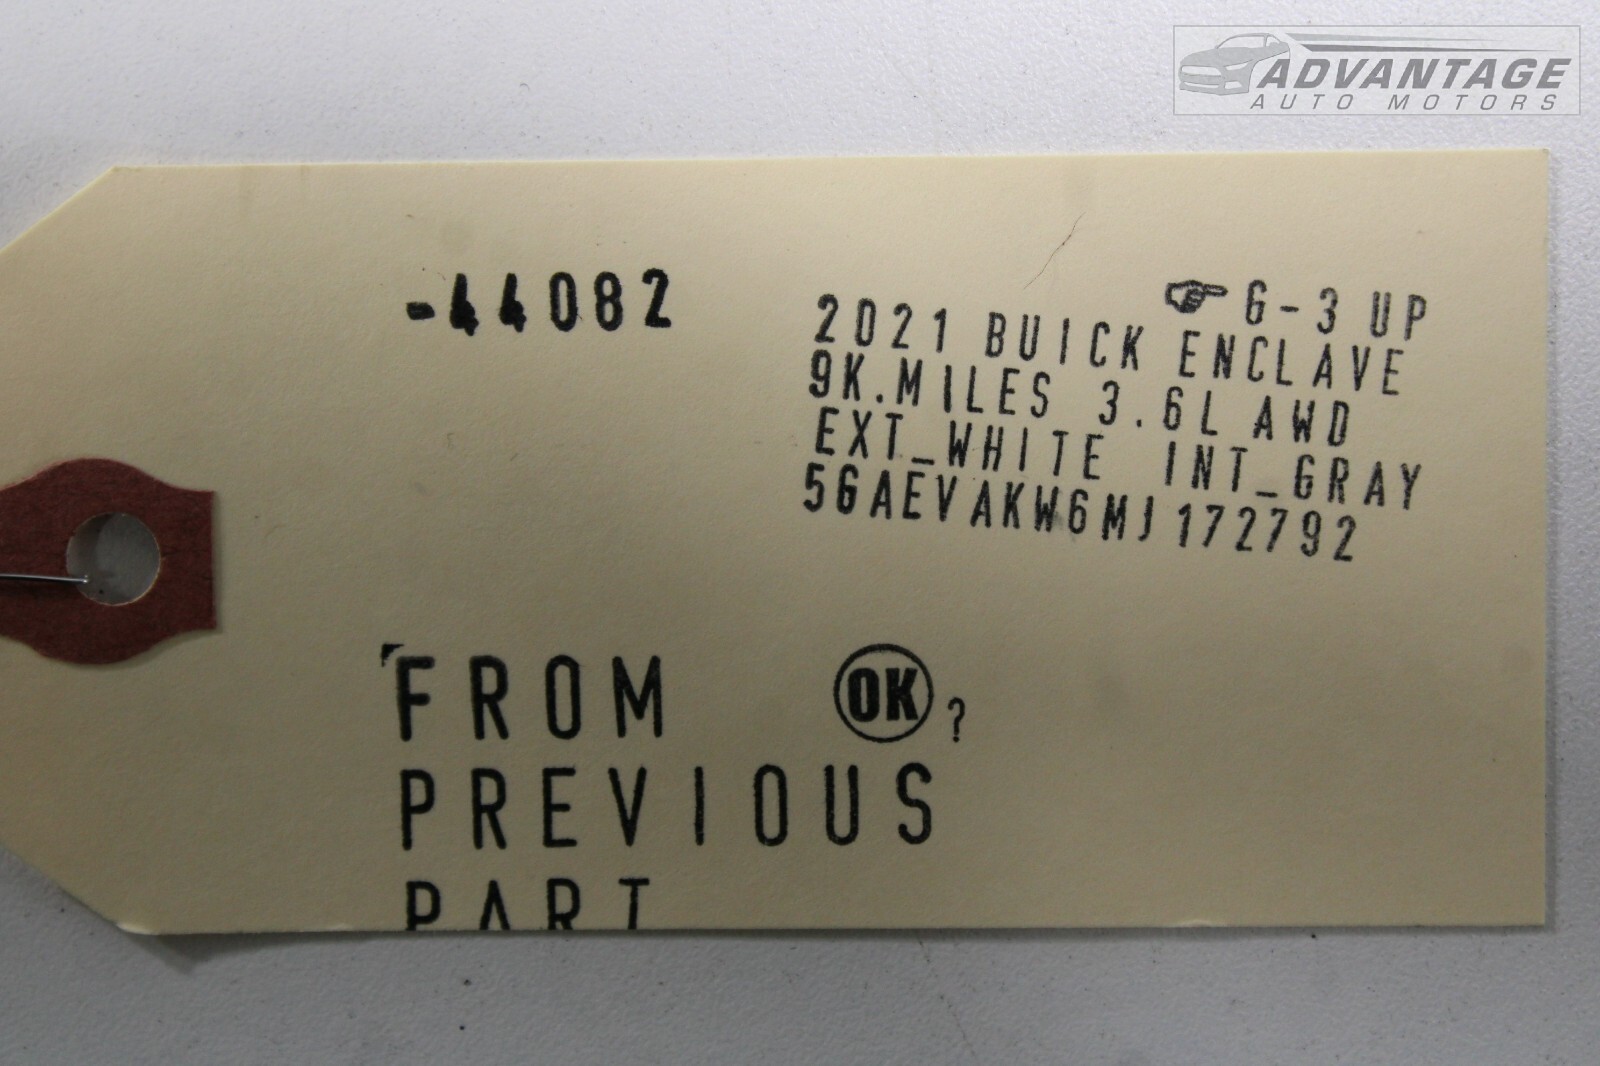 ADVANTAGE
AUTO MOTORS
-44082
☞ G-3 UP
2021 BUICK ENCLAVE
9K.MILES 3.6L AWD
EXT_WHITE INT_GRAY
5GAEVAKW6MJ172792
FROM OK?
PREVIOUS
PART